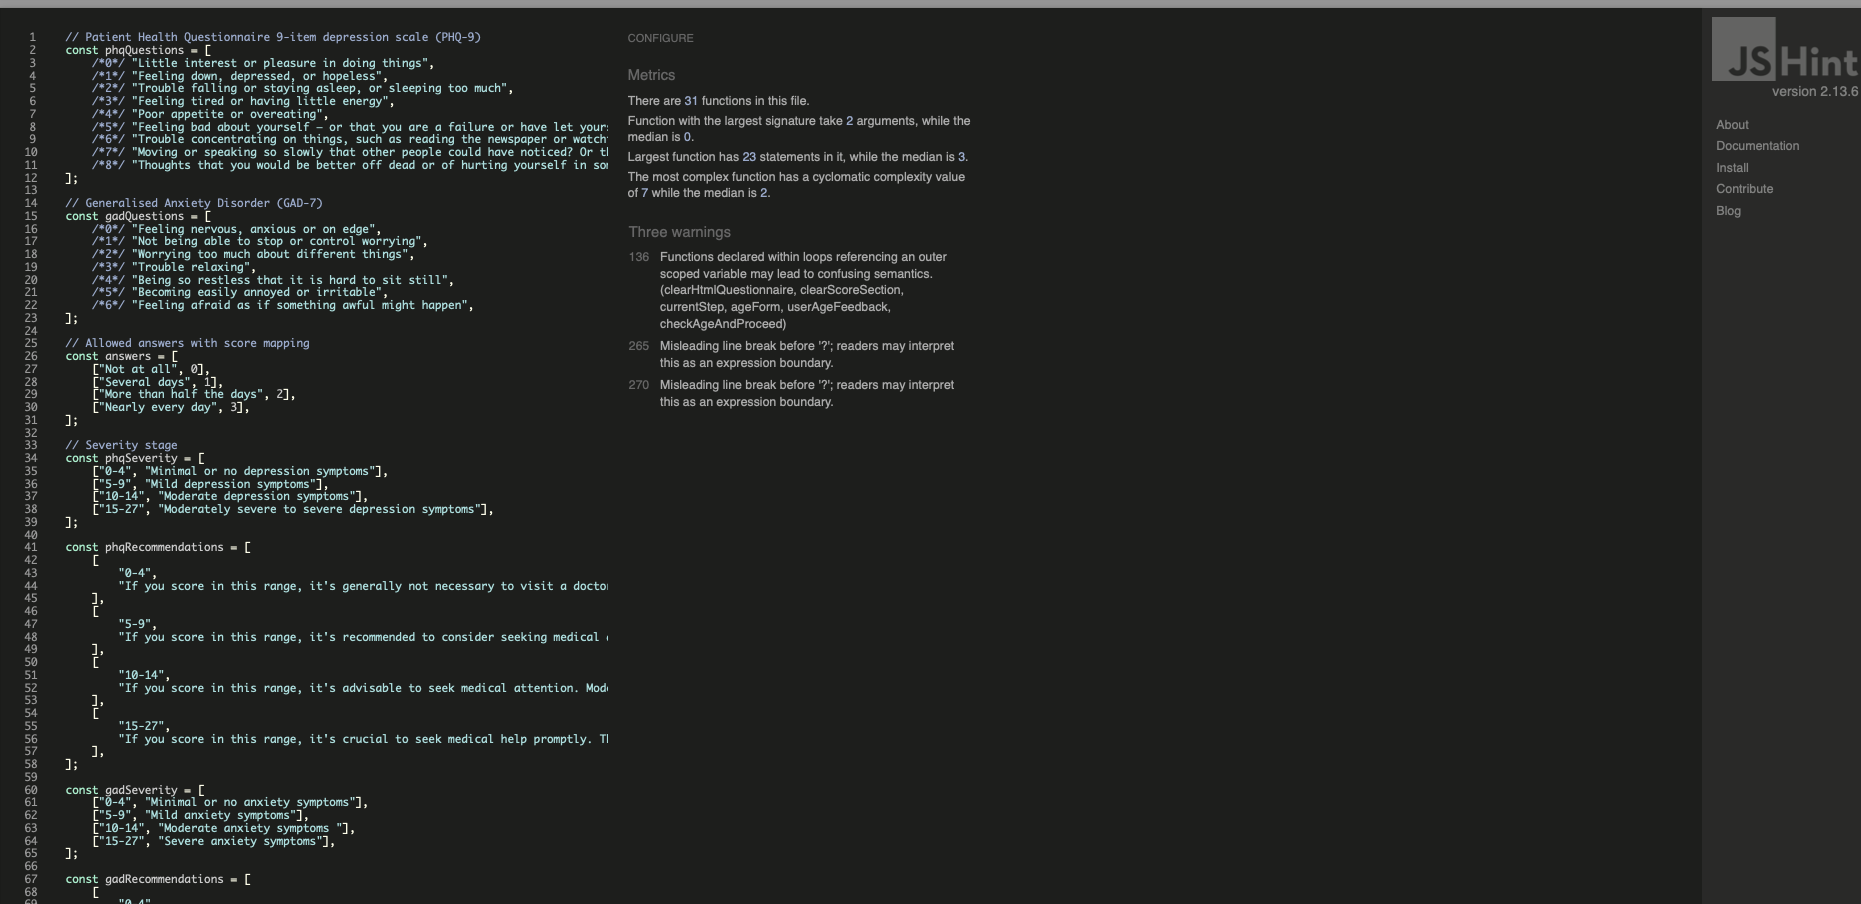 1 // Patient Health Questionnaire 9-item depression scale (PHQ-9)
2 const phqQuestions = [
3 /*0*/ "Little interest or pleasure in doing things",
4 /*1*/ "Feeling down, depressed, or hopeless",
5 /*2*/ "Trouble falling or staying asleep, or sleeping too much",
6 /*3*/ "Feeling tired or having little energy",
7 /*4*/ "Poor appetite or overeating",
8 /*5*/ "Feeling bad about yourself — or that you are a failure or have let your
9 /*6*/ "Trouble concentrating on things, such as reading the newspaper or watch
10 /*7*/ "Moving or speaking so slowly that other people could have noticed? Or
11 /*8*/ "Thoughts that you would be better off dead or of hurting yourself in
12 ];
13
14 // Generalised Anxiety Disorder (GAD-7)
15 const gadQuestions = [
16 /*0*/ "Feeling nervous, anxious or on edge",
17 /*1*/ "Not being able to stop or control worrying",
18 /*2*/ "Worrying too much about different things",
19 /*3*/ "Trouble relaxing",
20 /*4*/ "Being so restless that it is hard to sit still",
21 /*5*/ "Becoming easily annoyed or irritable",
22 /*6*/ "Feeling afraid as if something awful might happen",
23 ];
24
25 // Allowed answers with score mapping
26 const answers = [
27 ["Not at all", 0],
28 ["Several days", 1],
29 ["More than half the days", 2],
30 ["Nearly every day", 3],
31 ];
32
33 // Severity stage
34 const phqSeverity = [
35 ["0-4", "Minimal or no depression symptoms"],
36 ["5-9", "Mild depression symptoms"],
37 ["10-14", "Moderate depression symptoms"],
38 ["15-27", "Moderately severe to severe depression symptoms"],
39 ];
40
41 const phqRecommendations = [
42 [
43 "0-4",
44 "If you score in this range, it's generally not necessary to visit a docto
45 ],
46 [
47 "5-9",
48 "If you score in this range, it's recommended to consider seeking medical
49 ],
50 [
51 "10-14",
52 "If you score in this range, it's advisable to seek medical attention. Mod
53 ],
54 [
55 "15-27",
56 "If you score in this range, it's crucial to seek medical help promptly.
57 ],
58 ];
59
60 const gadSeverity = [
61 ["0-4", "Minimal or no anxiety symptoms"],
62 ["5-9", "Mild anxiety symptoms"],
63 ["10-14", "Moderate anxiety symptoms "],
64 ["15-27", "Severe anxiety symptoms"],
65 ];
66
67 const gadRecommendations = [
68 [
69 "0-4",
CONFIGURE
Metrics
There are 31 functions in this file.
Function with the largest signature take 2 arguments, while the
median is 0.
Largest function has 23 statements in it, while the median is 3.
The most complex function has a cyclomatic complexity value
of 7 while the median is 2.
Three warnings
136 Functions declared within loops referencing an outer
scoped variable may lead to confusing semantics.
(clearHtmlQuestionnaire, clearScoreSection,
currentStep, ageForm, userAgeFeedback,
checkAgeAndProceed)
265 Misleading line break before '?'; readers may interpret
this as an expression boundary.
270 Misleading line break before '?'; readers may interpret
this as an expression boundary.
JSHint
version 2.13.6
About
Documentation
Install
Contribute
Blog